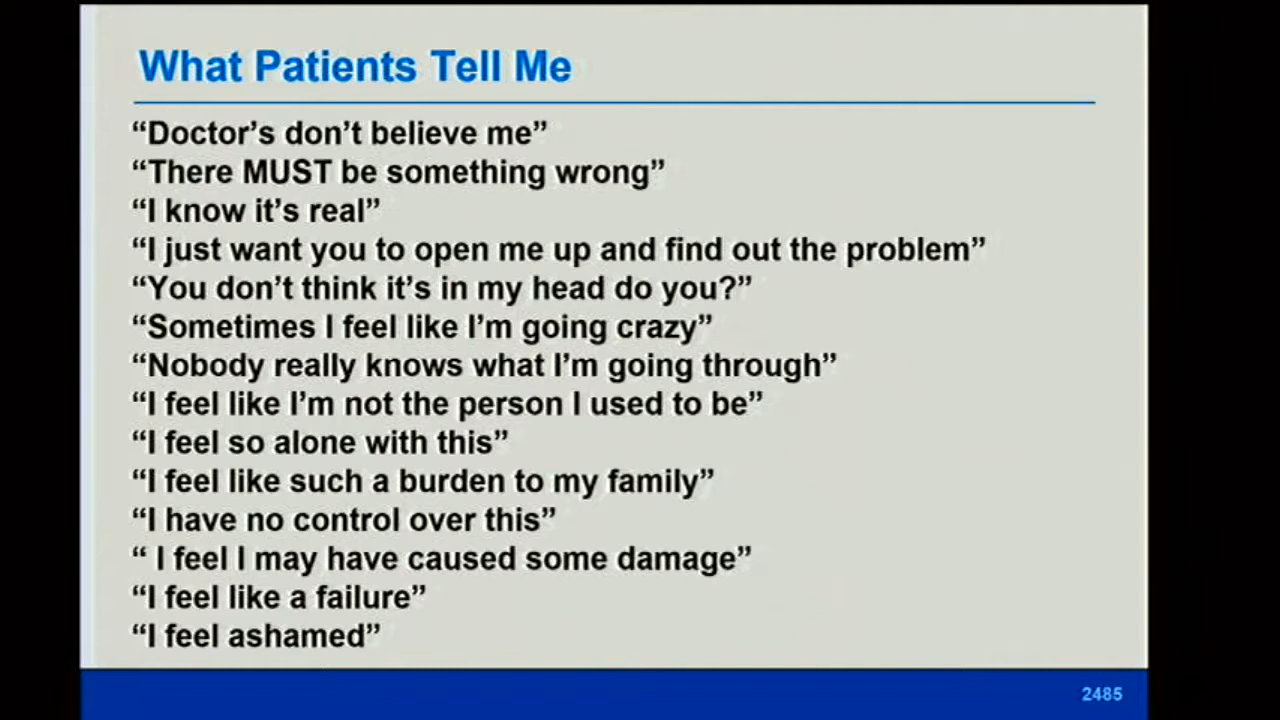 What Patients Tell Me
“Doctor’s don’t believe me”
“There MUST be something wrong”
“I know it’s real”
“I just want you to open me up and find out the problem”
“You don’t think it’s in my head do you?”
“Sometimes I feel like I’m going crazy”
“Nobody really knows what I’m going through”
“I feel like I’m not the person I used to be”
“I feel so alone with this”
“I feel like such a burden to my family”
“I have no control over this”
“ I feel I may have caused some damage”
“I feel like a failure”
“I feel ashamed”
2485